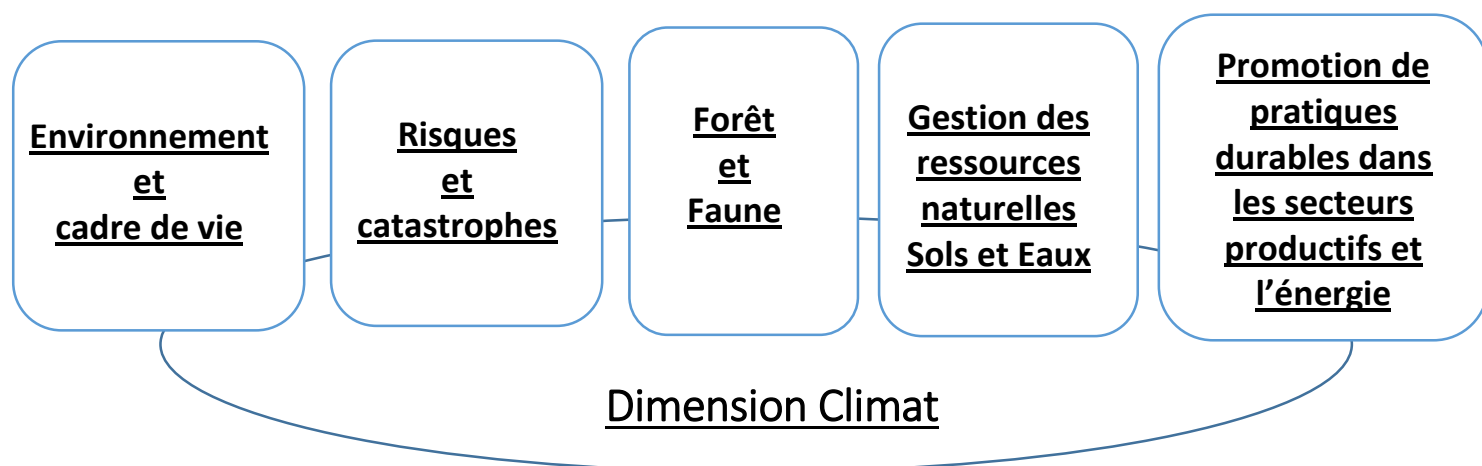 Environnement
et
cadre de vie
Risques
et
catastrophes
Forêt
et
Faune
Gestion des
ressources
naturelles
Sols et Eaux
Promotion de
pratiques
durables dans
les secteurs
productifs et
l’énergie
Dimension Climat